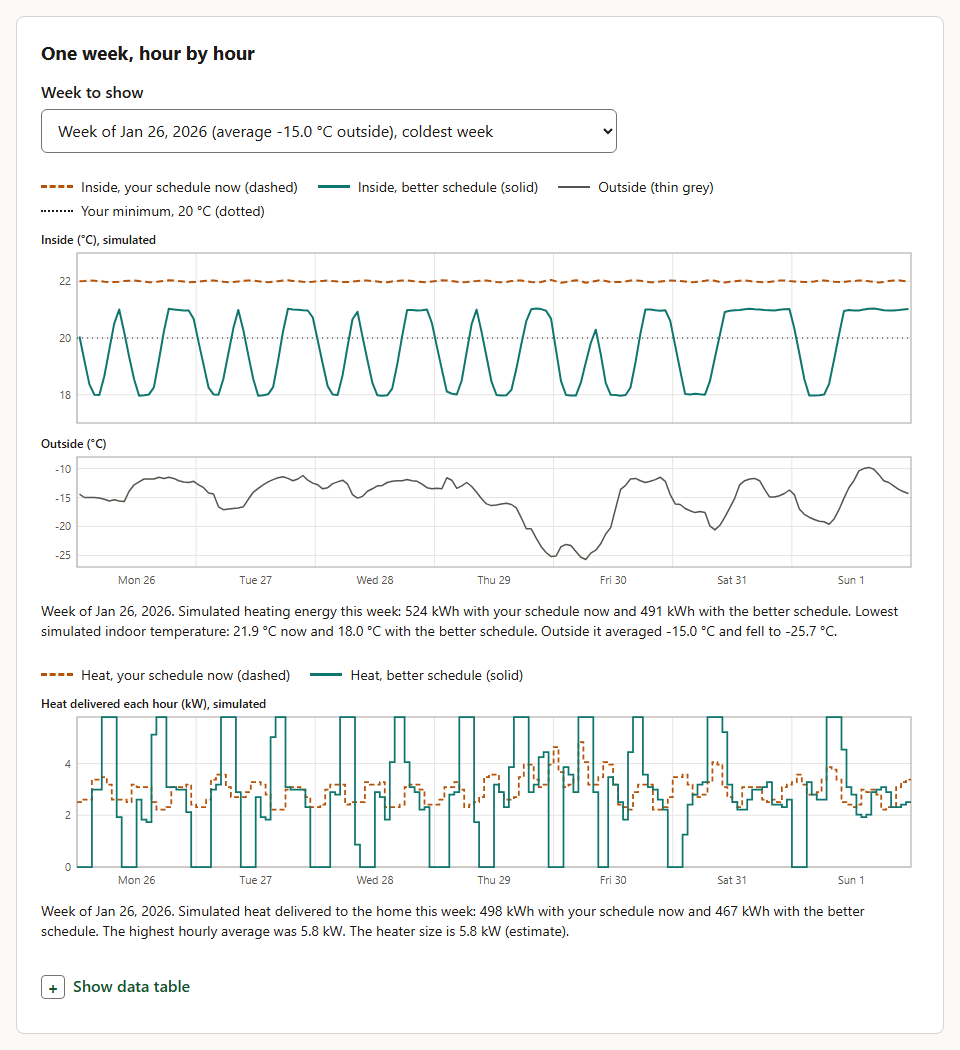 One week, hour by hour
Week to show
Week of Jan 26, 2026 (average -15.0 °C outside), coldest week
Inside, your schedule now (dashed)
Inside, better schedule (solid)
Outside (thin grey)
Your minimum, 20 °C (dotted)
Inside (°C), simulated
22
20
18
Outside (°C)
-10
-15
-20
-25
Mon 26
Tue 27
Wed 28
Thu 29
Fri 30
Sat 31
Sun 1
Week of Jan 26, 2026. Simulated heating energy this week: 524 kWh with your schedule now and 491 kWh with the better schedule. Lowest
simulated indoor temperature: 21.9 °C now and 18.0 °C with the better schedule. Outside it averaged -15.0 °C and fell to -25.7 °C.
Heat, your schedule now (dashed)
Heat, better schedule (solid)
Heat delivered each hour (kW), simulated
4
2
0
Mon 26
Tue 27
Wed 28
Thu 29
Fri 30
Sat 31
Sun 1
Week of Jan 26, 2026. Simulated heat delivered to the home this week: 498 kWh with your schedule now and 467 kWh with the better
schedule. The highest hourly average was 5.8 kW. The heater size is 5.8 kW (estimate).
+ Show data table